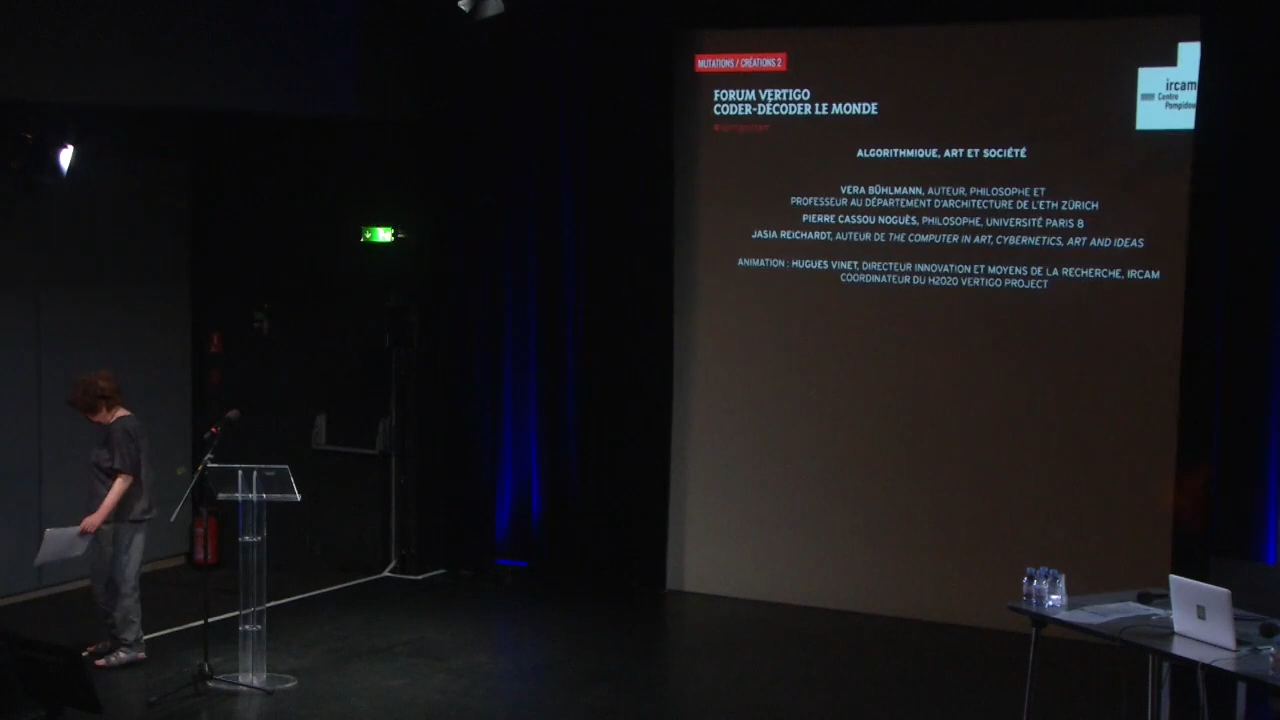 MUTATIONS / CRÉATIONS 2
ircam
Centre
Pompidou
FORUM VERTIGO
CODER-DÉCODER LE MONDE
ALGORITHMIQUE, ART ET SOCIÉTÉ
VERA BÜHLMANN, AUTEUR, PHILOSOPHE ET
PROFESSEUR AU DÉPARTEMENT D'ARCHITECTURE DE L'ETH ZÜRICH
PIERRE CASSOU NOGUÈS, PHILOSOPHE, UNIVERSITÉ PARIS 8
JASIA REICHARDT, AUTEUR DE THE COMPUTER IN ART, CYBERNETICS, ART AND IDEAS
ANIMATION : HUGUES VINET, DIRECTEUR INNOVATION ET MOYENS DE LA RECHERCHE, IRCAM
COORDINATEUR DU H2020 VERTIGO PROJECT